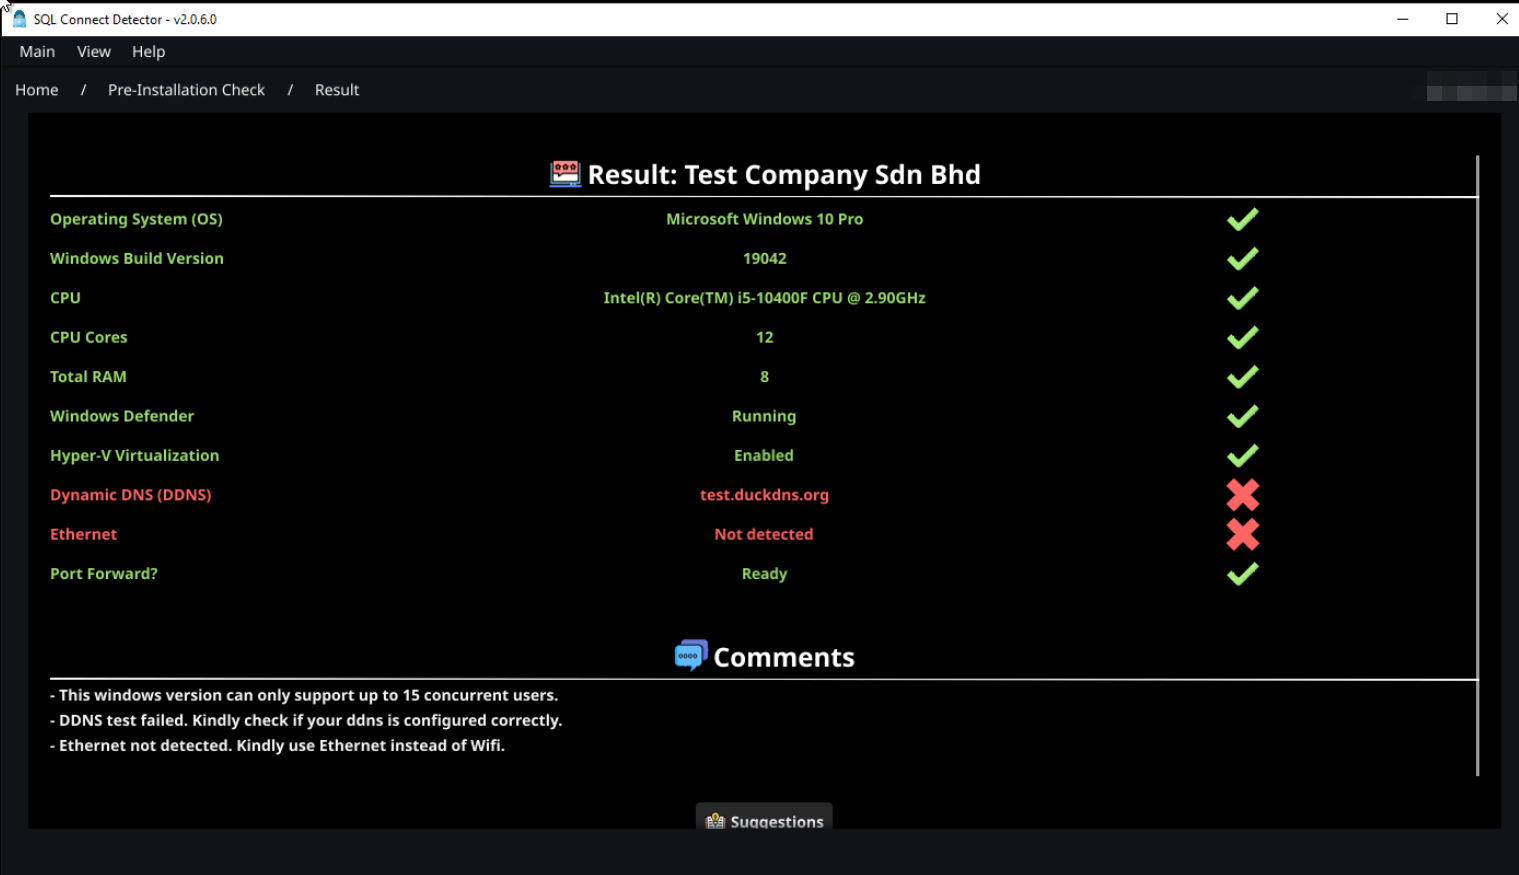 SQL Connect Detector - v2.0.6.0
Main View Help
Home / Pre-Installation Check / Result
Result: Test Company Sdn Bhd
Operating System (OS) Microsoft Windows 10 Pro
Windows Build Version 19042
CPU Intel(R) Core(TM) i5-10400F CPU @ 2.90GHz
CPU Cores 12
Total RAM 8
Windows Defender Running
Hyper-V Virtualization Enabled
Dynamic DNS (DDNS) test.duckdns.org
Ethernet Not detected
Port Forward? Ready
Comments
- This windows version can only support up to 15 concurrent users.
- DDNS test failed. Kindly check if your ddns is configured correctly.
- Ethernet not detected. Kindly use Ethernet instead of Wifi.
Suggestions